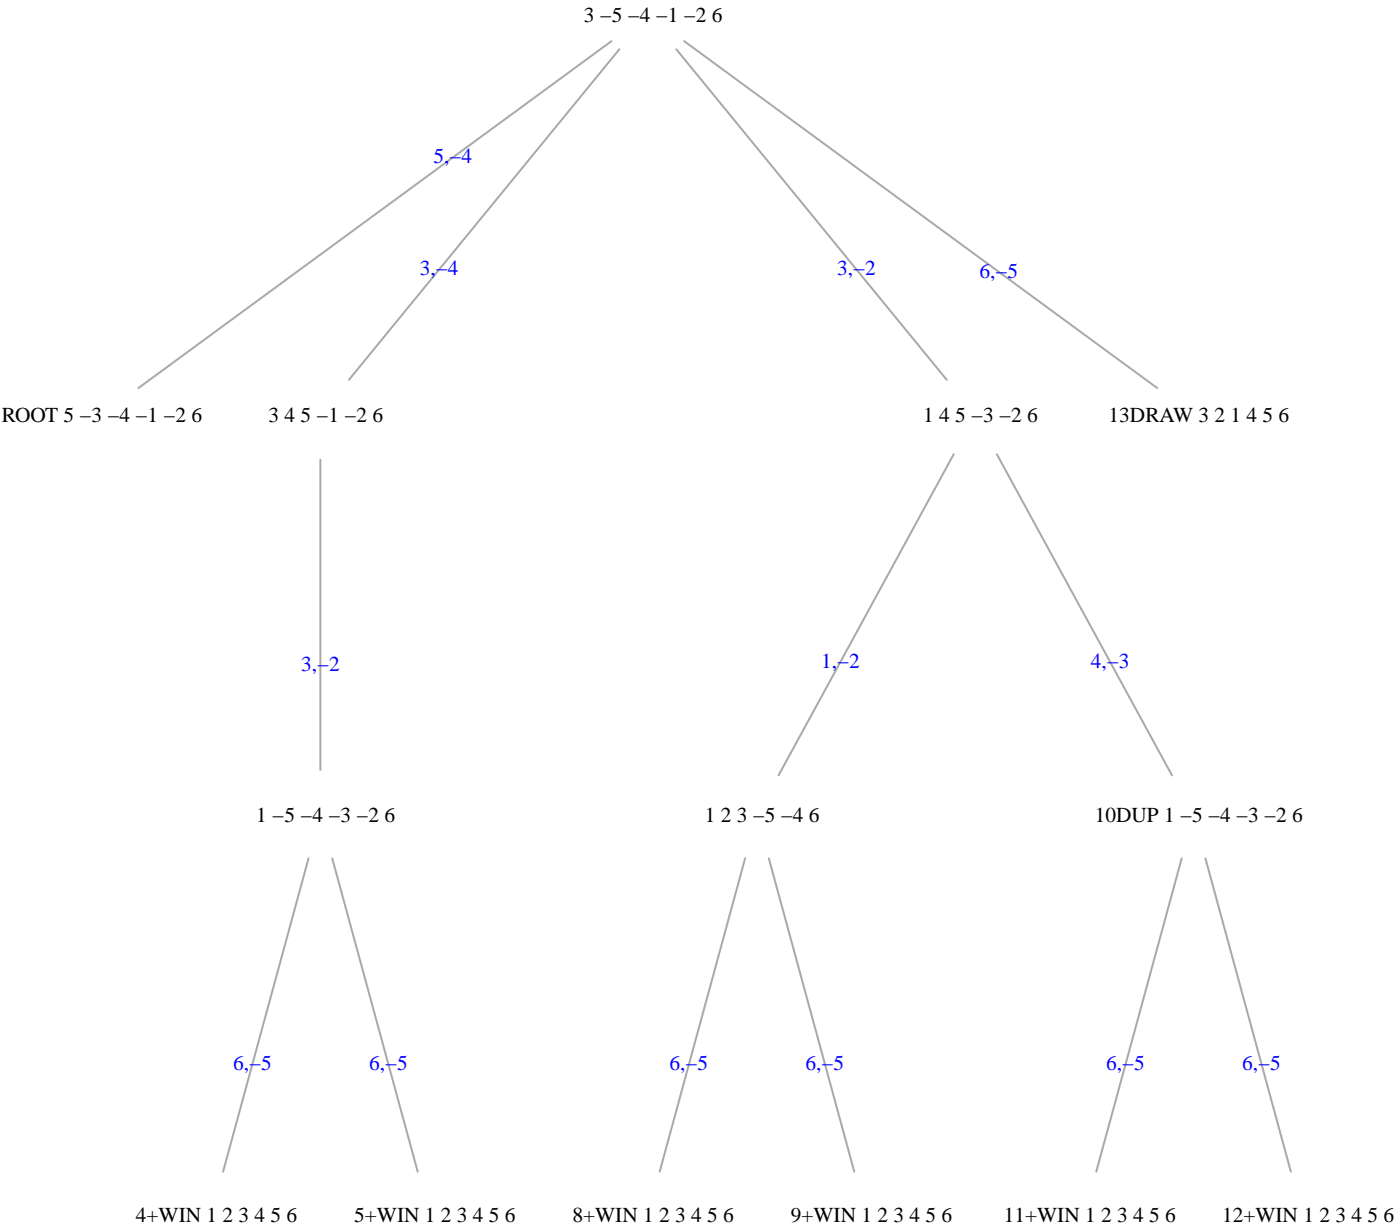 3 –5 –4 –1 –2 6
5,–4
3,–4
3,–2
6,–5
ROOT 5 –3 –4 –1 –2 6
3 4 5 –1 –2 6
1 4 5 –3 –2 6
13DRAW 3 2 1 4 5 6
3,–2
1,–2
4,–3
1 –5 –4 –3 –2 6
1 2 3 –5 –4 6
10DUP 1 –5 –4 –3 –2 6
6,–5
6,–5
6,–5
6,–5
6,–5
6,–5
4+WIN 1 2 3 4 5 6
5+WIN 1 2 3 4 5 6
8+WIN 1 2 3 4 5 6
9+WIN 1 2 3 4 5 6
11+WIN 1 2 3 4 5 6
12+WIN 1 2 3 4 5 6